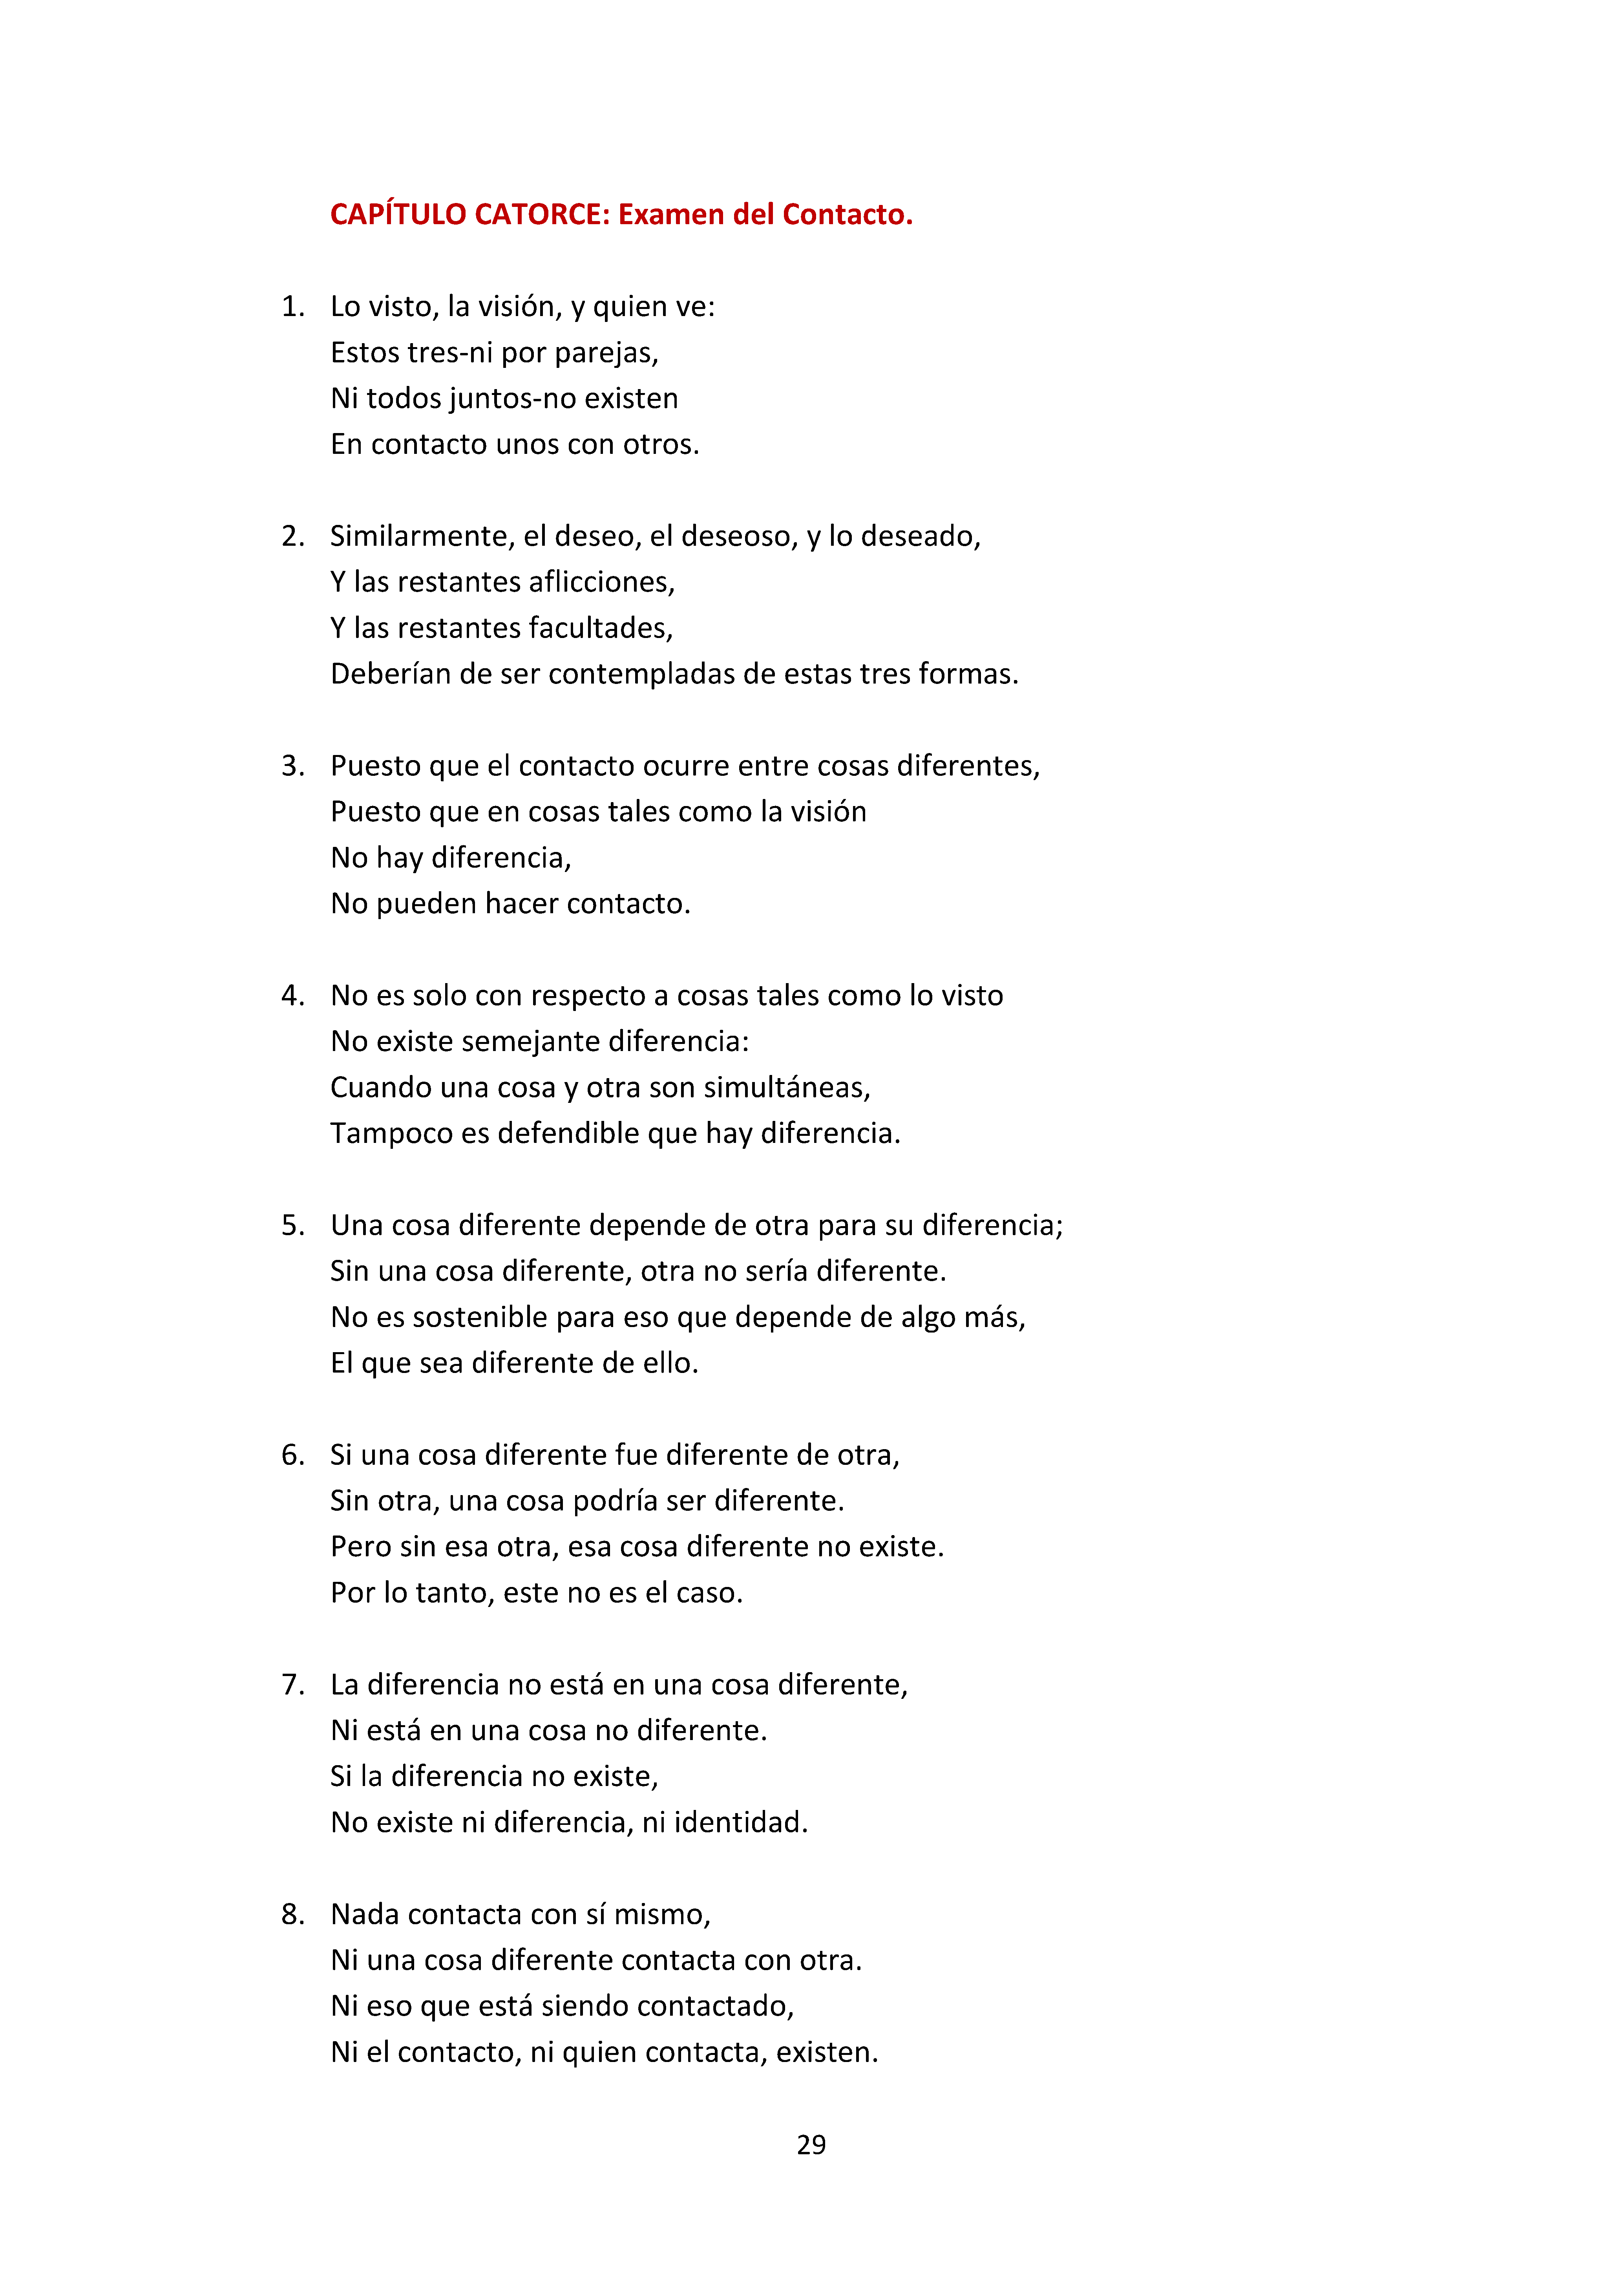 CAPÍTULO CATORCE: Examen del Contacto.
1. Lo visto, la visión, y quien ve:
Estos tres-ni por parejas,
Ni todos juntos-no existen
En contacto unos con otros.
2. Similarmente, el deseo, el deseoso, y lo deseado,
Y las restantes aflicciones,
Y las restantes facultades,
Deberían de ser contempladas de estas tres formas.
3. Puesto que el contacto ocurre entre cosas diferentes,
Puesto que en cosas tales como la visión
No hay diferencia,
No pueden hacer contacto.
4. No es solo con respecto a cosas tales como lo visto
No existe semejante diferencia:
Cuando una cosa y otra son simultáneas,
Tampoco es defendible que hay diferencia.
5. Una cosa diferente depende de otra para su diferencia;
Sin una cosa diferente, otra no sería diferente.
No es sostenible para eso que depende de algo más,
El que sea diferente de ello.
6. Si una cosa diferente fue diferente de otra,
Sin otra, una cosa podría ser diferente.
Pero sin esa otra, esa cosa diferente no existe.
Por lo tanto, este no es el caso.
7. La diferencia no está en una cosa diferente,
Ni está en una cosa no diferente.
Si la diferencia no existe,
No existe ni diferencia, ni identidad.
8. Nada contacta con sí mismo,
Ni una cosa diferente contacta con otra.
Ni eso que está siendo contactado,
Ni el contacto, ni quien contacta, existen.
29